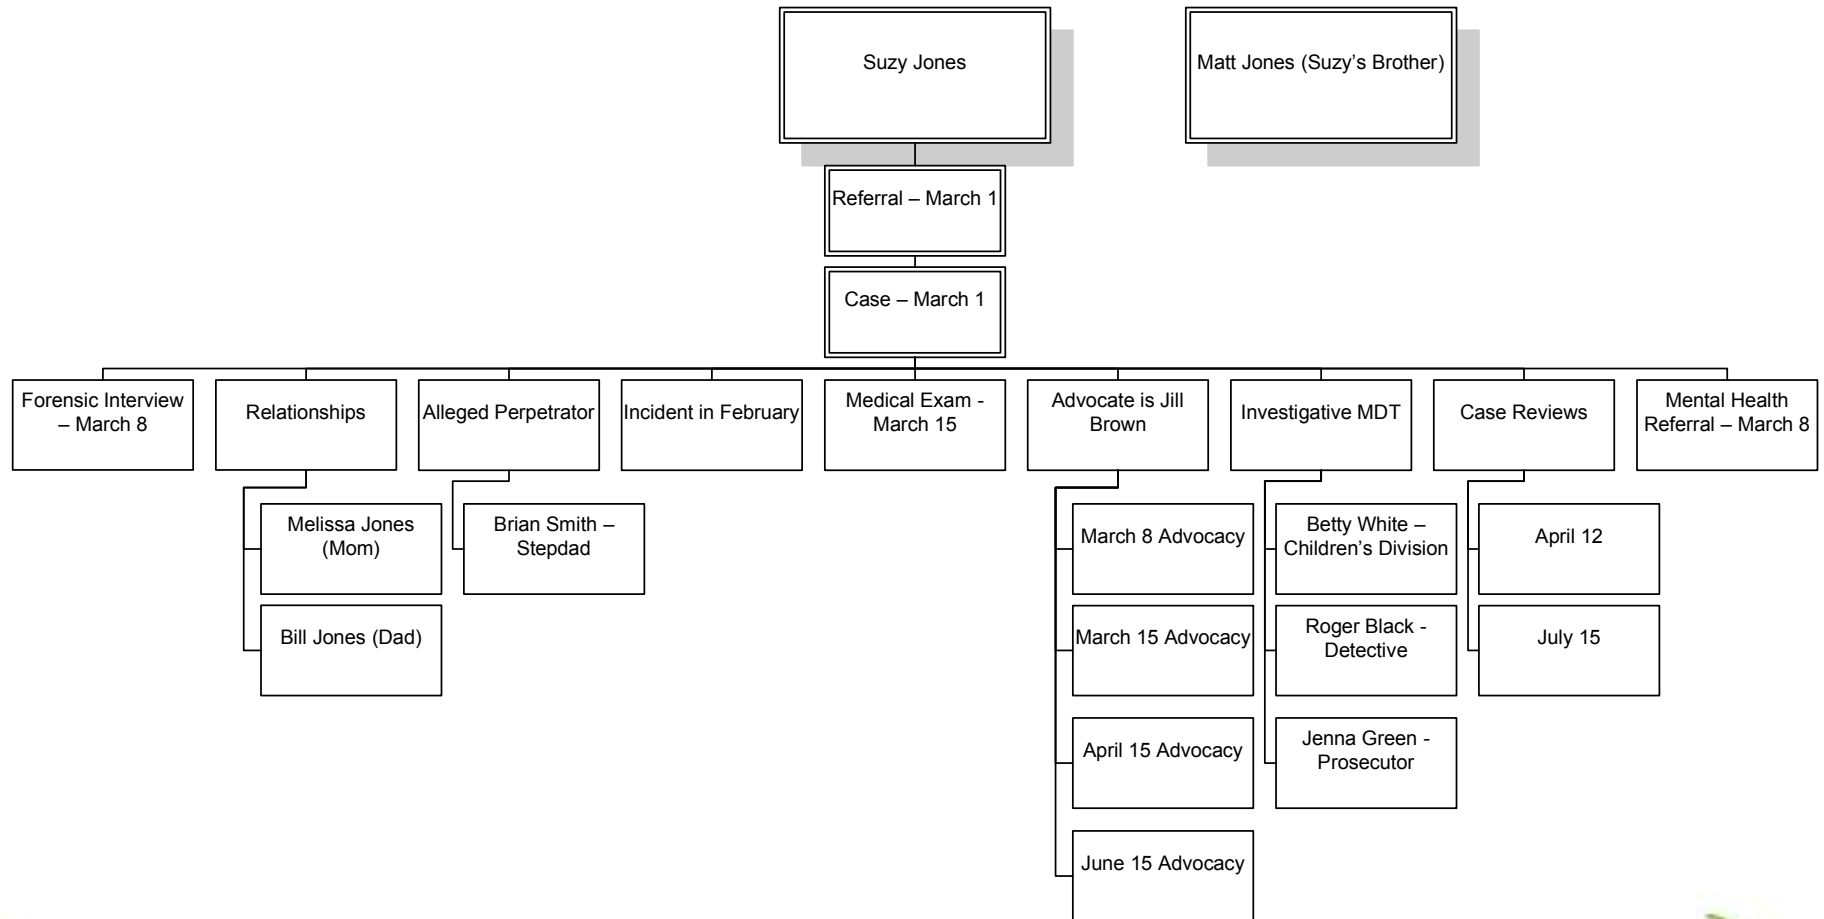 Suzy Jones
Matt Jones (Suzy’s Brother)
Referral – March 1
Case – March 1
Forensic Interview
– March 8
Relationships
Alleged Perpetrator
Incident in February
Medical Exam -
March 15
Advocate is Jill
Brown
Investigative MDT
Case Reviews
Mental Health
Referral – March 8
Melissa Jones
(Mom)
Bill Jones (Dad)
Brian Smith –
Stepdad
March 8 Advocacy
March 15 Advocacy
April 15 Advocacy
June 15 Advocacy
Betty White –
Children’s Division
Roger Black -
Detective
Jenna Green -
Prosecutor
April 12
July 15